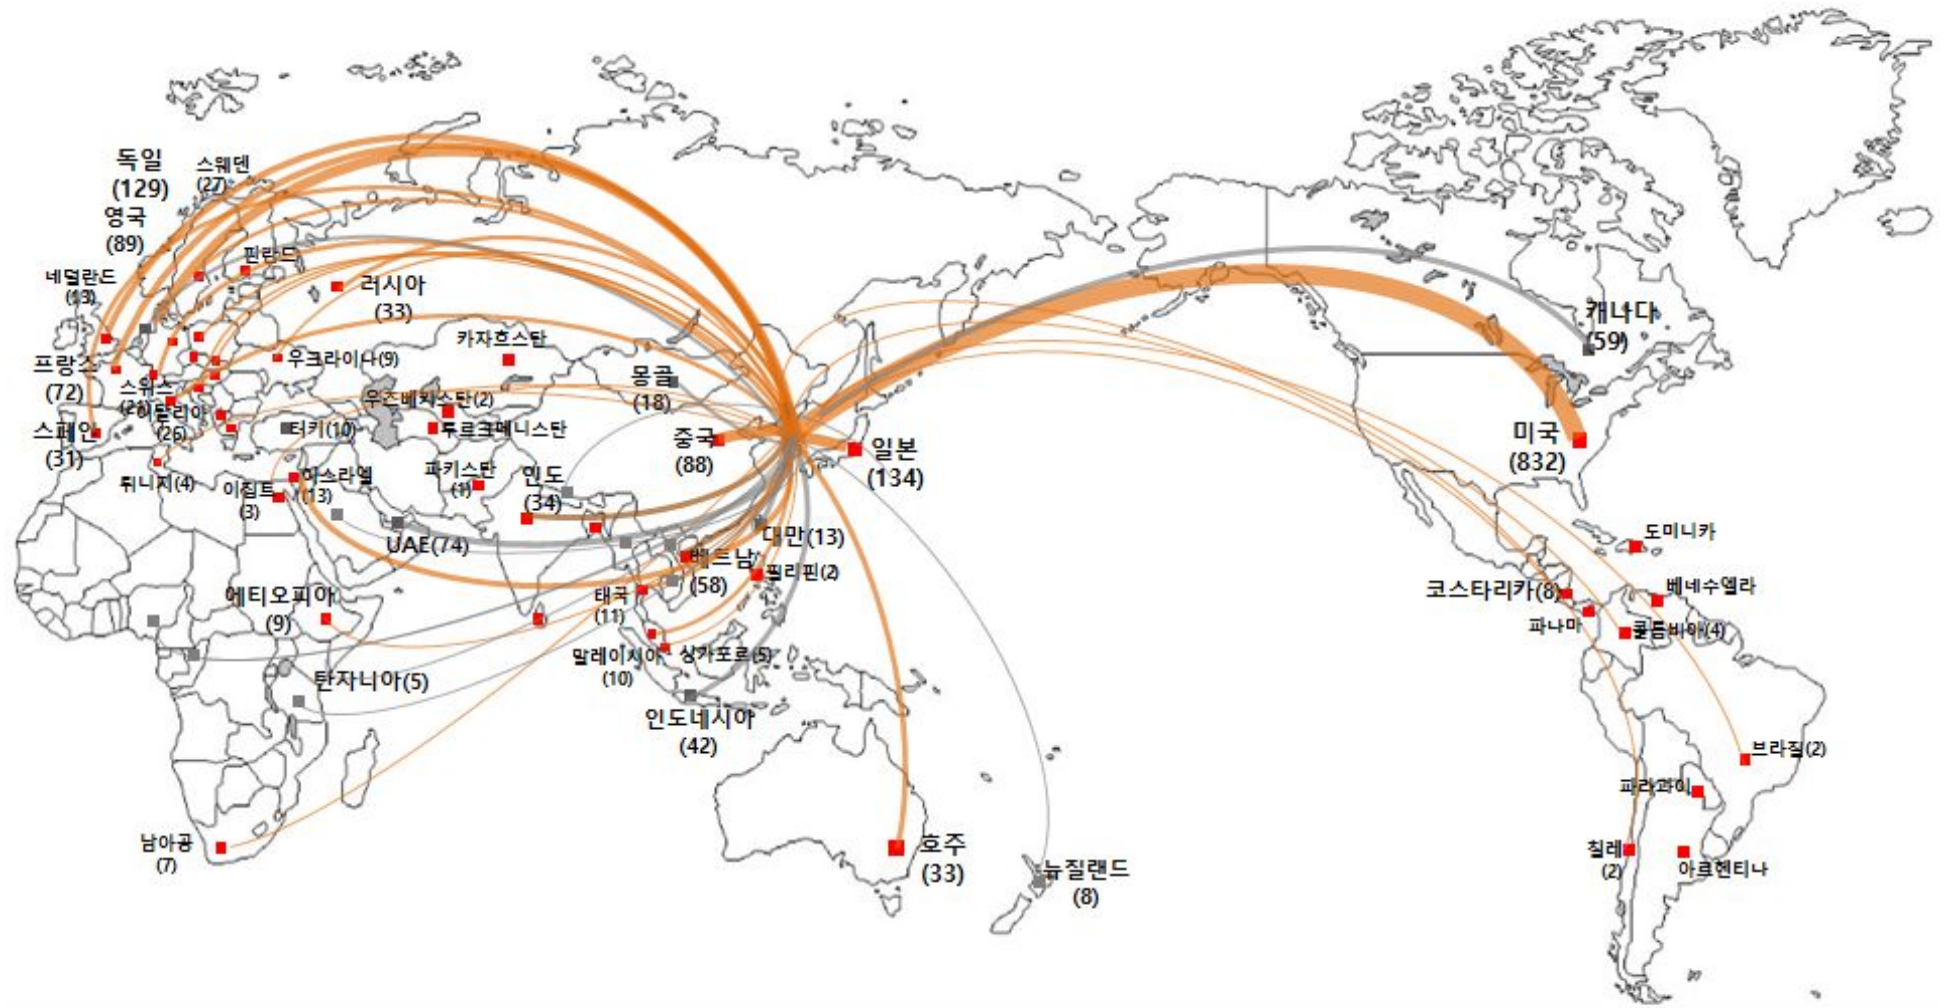 독일
(129)
스웨덴
(27)
영국
(89)
핀란드
네덜란드
(13)
러시아
(33)
캐나다
(59)
카자흐스탄
우크라이나(9)
프랑스
(72)
스위스
몽골
(18)
우즈베키스탄(2)
이탈리아
(26)
스페인
(31)
터키(10)
투르크메니스탄
중국
(88)
일본
(134)
미국
(832)
파키스탄
(1)
인도
(34)
튀니지(4)
이집트
(3)
이스라엘
(13)
UAE(74)
대만(13)
도미니카
베트남
(58)
필리핀(2)
에티오피아
(9)
태국
(11)
코스타리카(8)
베네수엘라
파나마
콜롬비아(4)
말레이시아
(10)
싱가포르(5)
탄자니아(5)
인도네시아
(42)
브라질(2)
파라과이
남아공
(7)
호주
(33)
뉴질랜드
(8)
칠레
(2)
아르헨티나